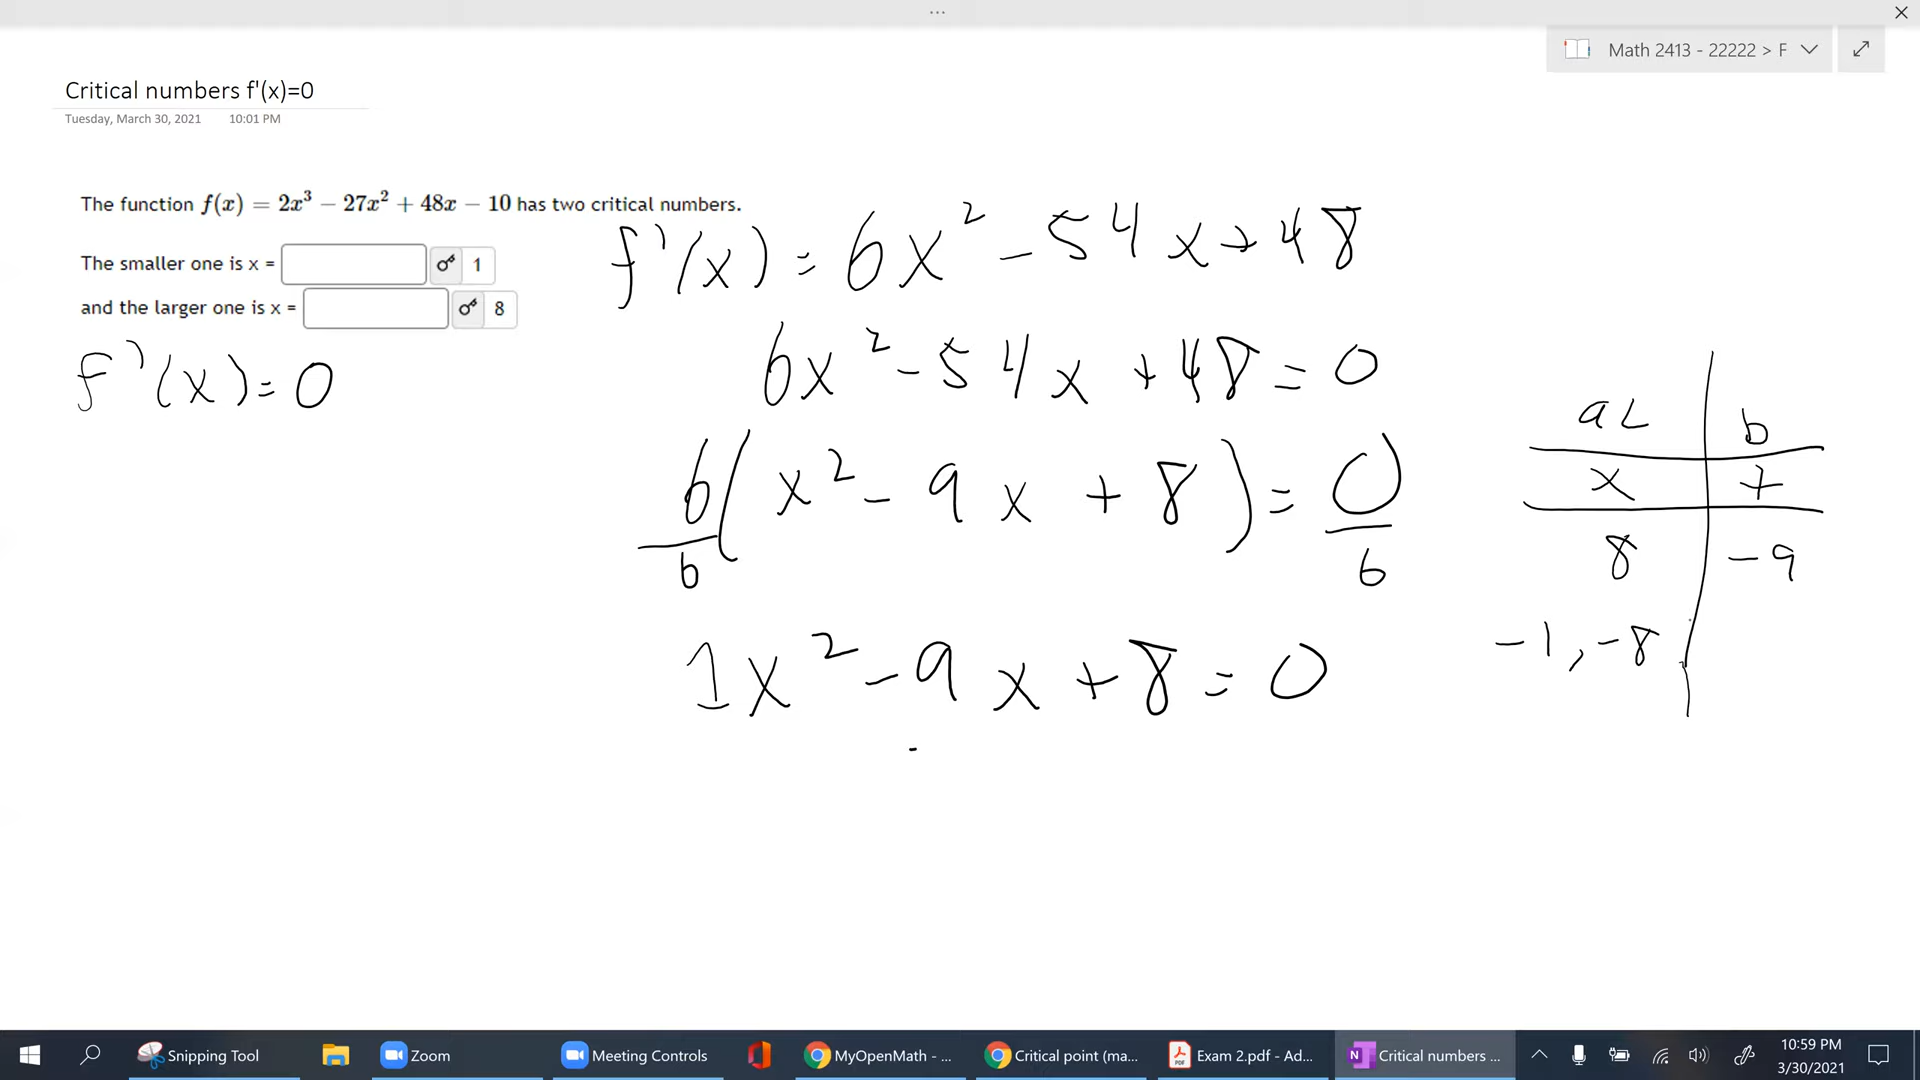 ...
Math 2413 - 22222 > F
Critical numbers f'(x)=0
Tuesday, March 30, 2021 10:01 PM
The function f(x) = 2x³ − 27x² + 48x − 10 has two critical numbers.
The smaller one is x = 1
and the larger one is x = 8
f'(x) = 0
f'(x) = 6x² - 54x + 48
6x² - 54x + 48 = 0
6(x² - 9x + 8) = 0
6 6
1x² - 9x + 8 = 0
ac b
x +
8 -9
-1, -8
Snipping Tool
Zoom
Meeting Controls
MyOpenMath - ...
Critical point (ma...
Exam 2.pdf - Ad...
Critical numbers ...
10:59 PM
3/30/2021